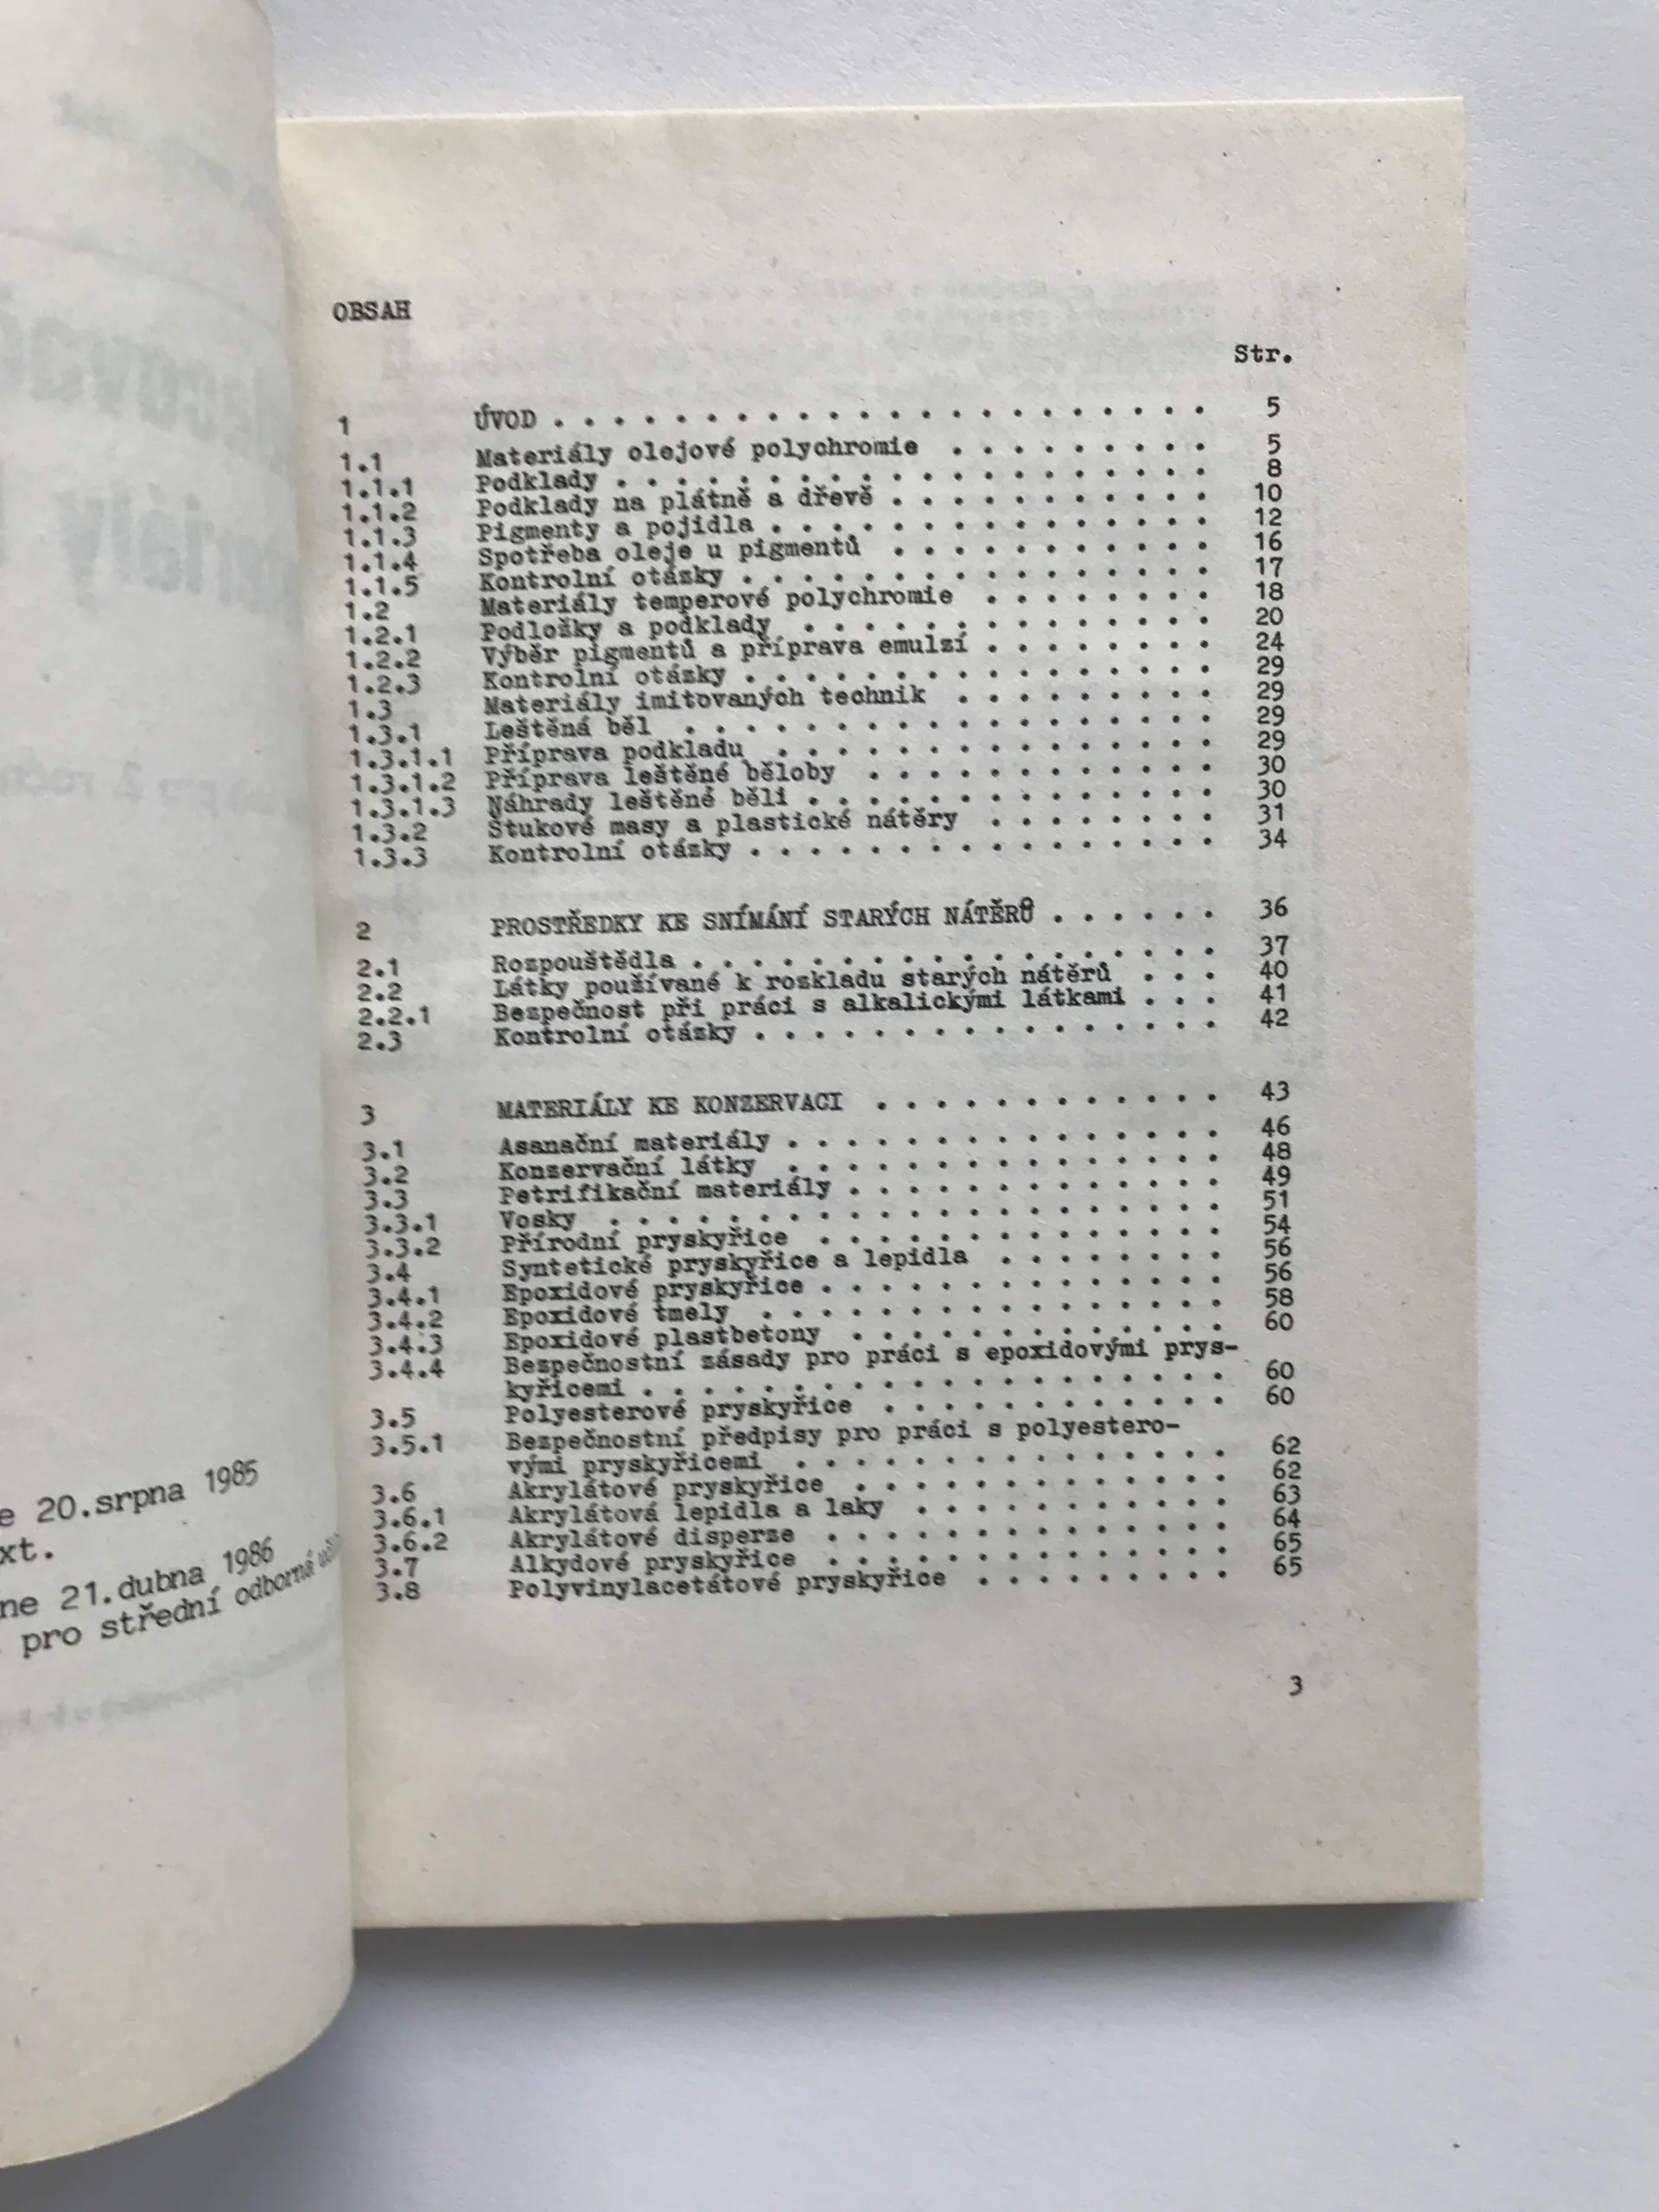 e 20.srpna 1985
xt.
ne 21.dubna 1986
pro střední odborná
OBSAH
Str.
1 ÚVOD . . . . . . . . . . . . . . . . . . . . . . 5
1.1 Materiály olejové polychromie . . . . . . . . . 5
1.1.1 Podklady . . . . . . . . . . . . . . . . . . . . 8
1.1.2 Podklady na plátně a dřevě . . . . . . . . . . . 10
1.1.3 Pigmenty a pojidla . . . . . . . . . . . . . . . 12
1.1.4 Spotřeba oleje u pigmentů . . . . . . . . . . . 16
1.1.5 Kontrolní otázky . . . . . . . . . . . . . . . . 17
1.2 Materiály temperové polychromie . . . . . . . . 18
1.2.1 Podložky a podklady . . . . . . . . . . . . . . 20
1.2.2 Výběr pigmentů a příprava emulzí . . . . . . . . 24
1.2.3 Kontrolní otázky . . . . . . . . . . . . . . . . 29
1.3 Materiály imitovaných technik . . . . . . . . . 29
1.3.1 Leštěná běl . . . . . . . . . . . . . . . . . . 29
1.3.1.1 Příprava podkladu . . . . . . . . . . . . . . . 29
1.3.1.2 Příprava leštěné běloby . . . . . . . . . . . . 30
1.3.1.3 Náhrady leštěné běli . . . . . . . . . . . . . . 30
1.3.2 Štukové masy a plastické nátěry . . . . . . . . 31
1.3.3 Kontrolní otázky . . . . . . . . . . . . . . . . 34
2 PROSTŘEDKY KE SNÍMÁNÍ STARÝCH NÁTĚRŮ . . . . . . 36
2.1 Rozpouštědla . . . . . . . . . . . . . . . . . . 37
2.2 Látky používané k rozkladu starých nátěrů . . . 40
2.2.1 Bezpečnost při práci s alkalickými látkami . . . 41
2.3 Kontrolní otázky . . . . . . . . . . . . . . . . 42
3 MATERIÁLY KE KONZERVACI . . . . . . . . . . . . 43
3.1 Asanační materiály . . . . . . . . . . . . . . . 46
3.2 Konzervační látky . . . . . . . . . . . . . . . 48
3.3 Petrifikační materiály . . . . . . . . . . . . . 49
3.3.1 Vosky . . . . . . . . . . . . . . . . . . . . . 51
3.3.2 Přírodní pryskyřice . . . . . . . . . . . . . . 54
3.4 Syntetické pryskyřice a lepidla . . . . . . . . 56
3.4.1 Epoxidové pryskyřice . . . . . . . . . . . . . . 56
3.4.2 Epoxidové tmely . . . . . . . . . . . . . . . . 58
3.4.3 Epoxidové plastbetony . . . . . . . . . . . . . 60
3.4.4 Bezpečnostní zásady pro práci s epoxidovými prys-
kyřicemi . . . . . . . . . . . . . . . . . . . . 60
3.5 Polyesterové pryskyřice . . . . . . . . . . . . 60
3.5.1 Bezpečnostní předpisy pro práci s polyestero-
vými pryskyřicemi . . . . . . . . . . . . . . . 62
3.6 Akrylátové pryskyřice . . . . . . . . . . . . . 62
3.6.1 Akrylátová lepidla a laky . . . . . . . . . . . 63
3.6.2 Akrylátové disperze . . . . . . . . . . . . . . 64
3.7 Alkydové pryskyřice . . . . . . . . . . . . . . 65
3.8 Polyvinylacetátové pryskyřice . . . . . . . . . 65
3